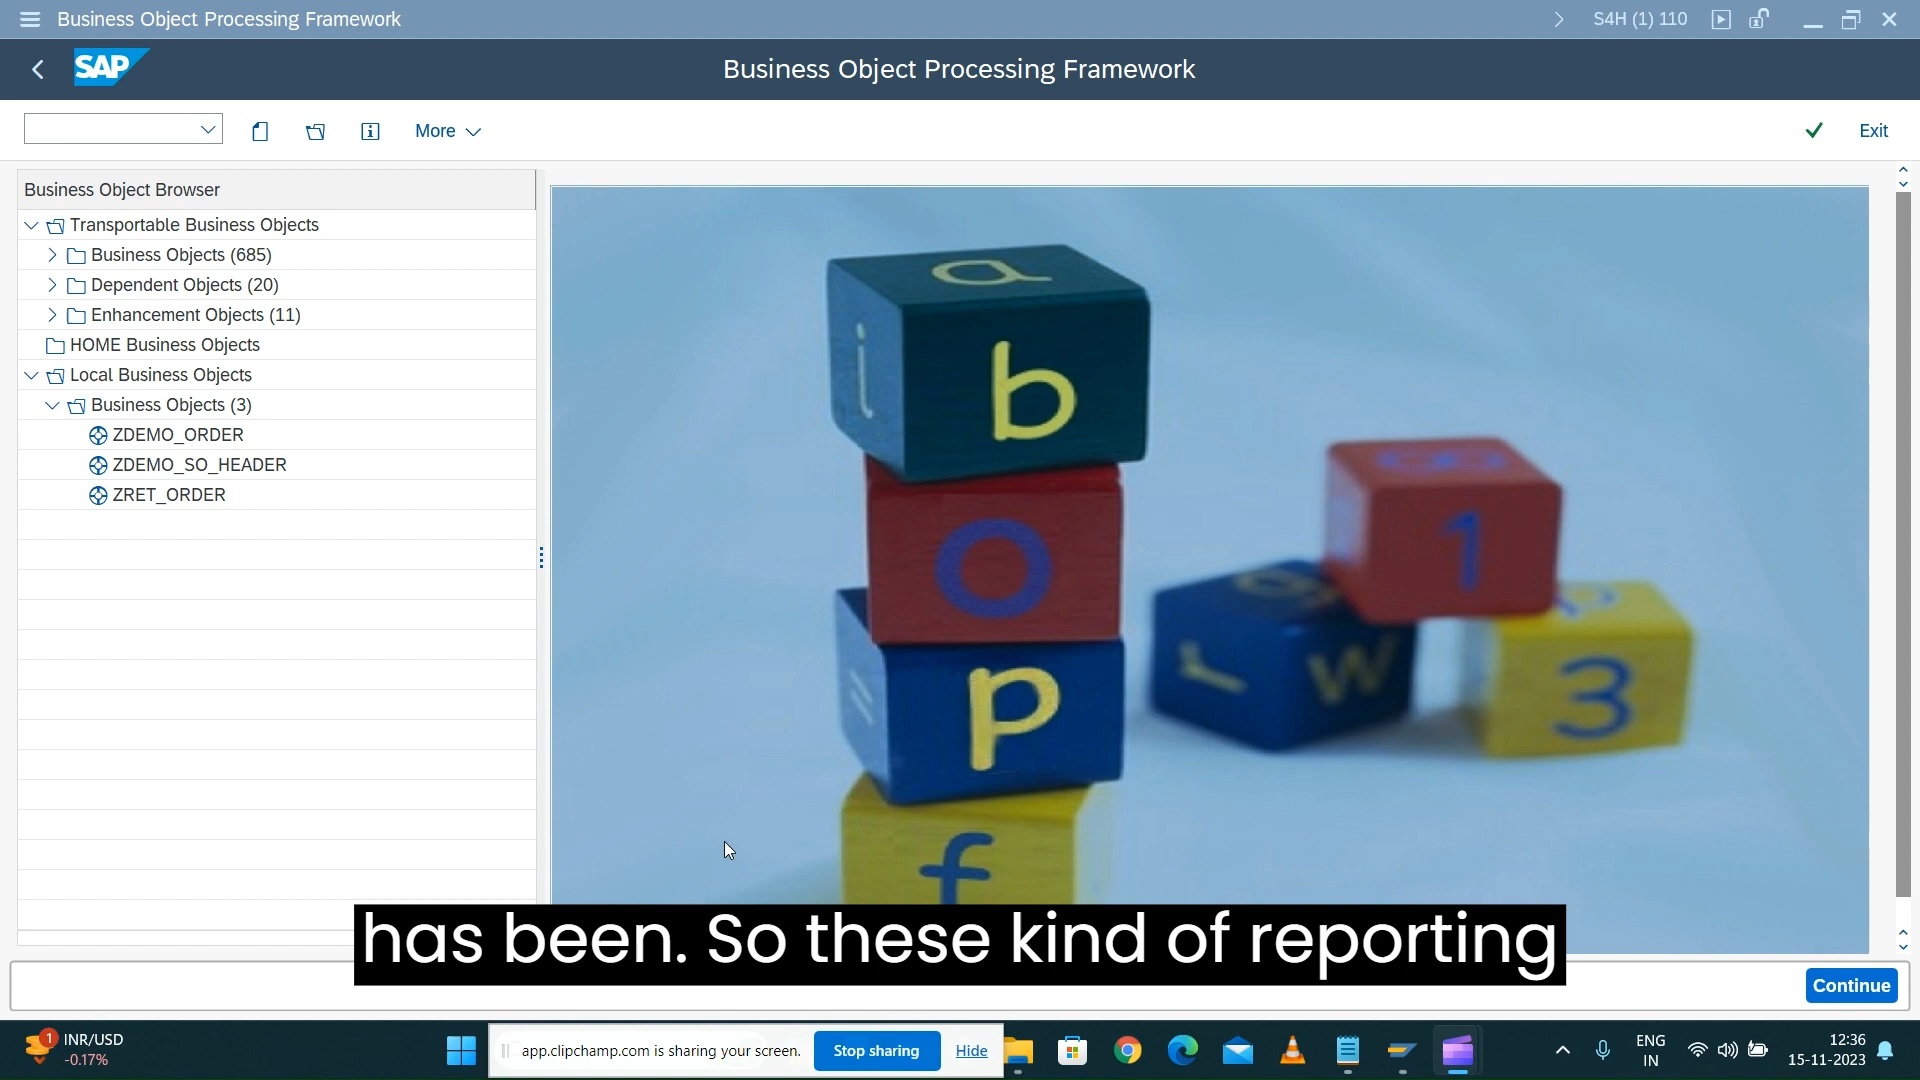 Business Object Processing Framework
S4H (1) 110
SAP
Business Object Processing Framework
More
Exit
Business Object Browser
Transportable Business Objects
Business Objects (685)
Dependent Objects (20)
Enhancement Objects (11)
HOME Business Objects
Local Business Objects
Business Objects (3)
ZDEMO_ORDER
ZDEMO_SO_HEADER
ZRET_ORDER
a
i
b
o
p
f
1
w
3
has been. So these kind of reporting
Continue
1
INR/USD
-0.17%
app.clipchamp.com is sharing your screen.
Stop sharing
Hide
ENG
IN
12:36
15-11-2023